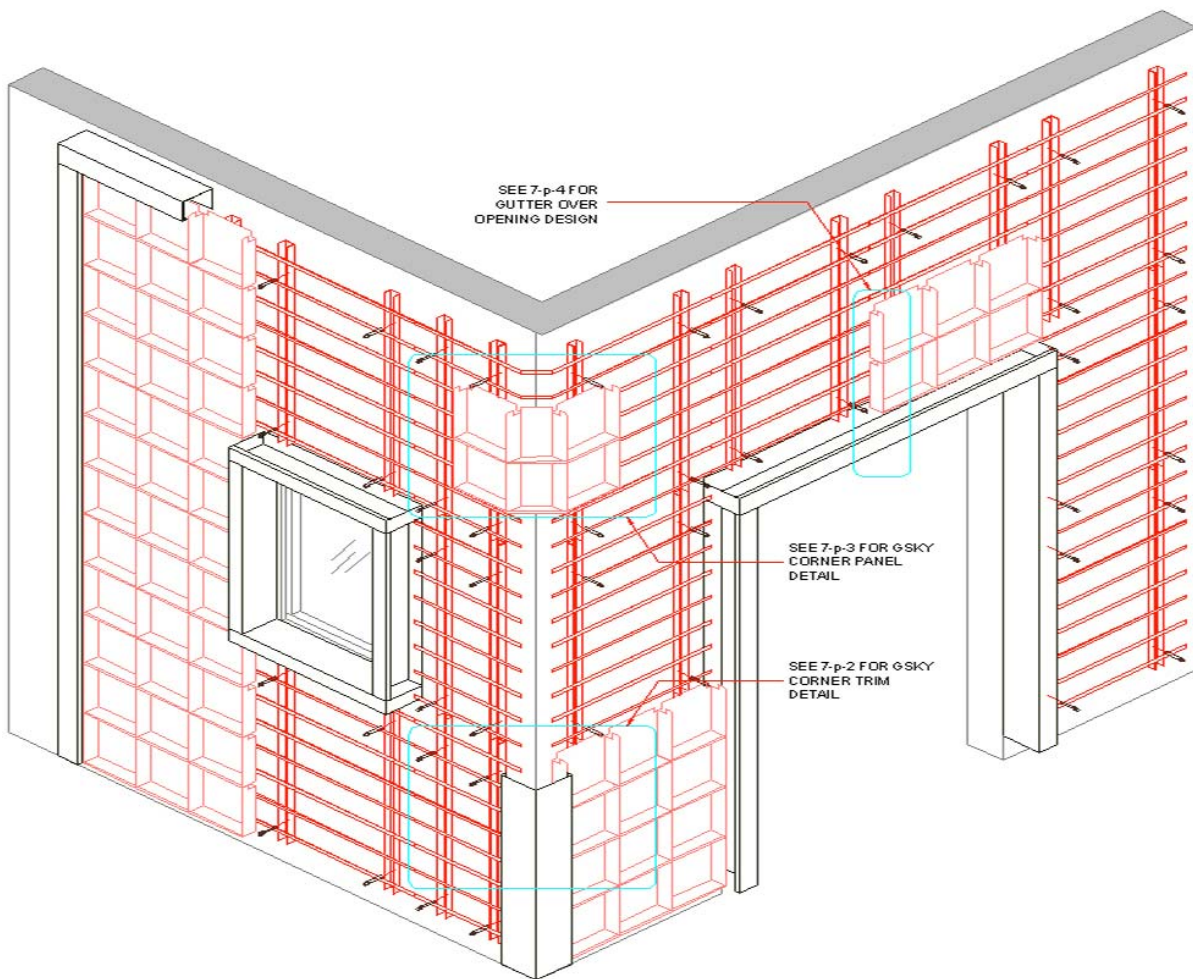 SEE 7-p-4 FOR
GUTTER OVER
OPENING DESIGN
SEE 7-p-3 FOR GSKY
CORNER PANEL
DETAIL
SEE 7-p-2 FOR GSKY
CORNER TRIM
DETAIL